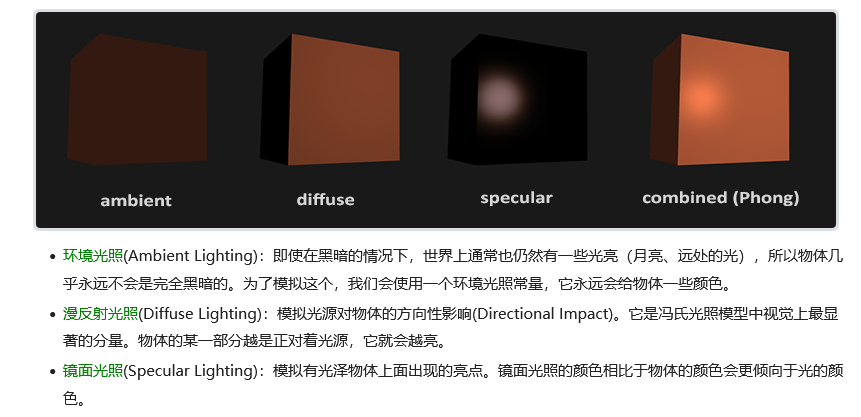 ambient diffuse specular combined (Phong)
环境光照(Ambient Lighting)：即使在黑暗的情况下，世界上通常也仍然有一些光亮（月亮、远处的光）, 所以物体几
乎永远不会是完全黑暗的。为了模拟这个，我们会使用一个环境光照常量，它永远会给物体一些颜色。
漫反射光照(Diffuse Lighting)：模拟光源对物体的方向性影响(Directional Impact)。它是冯氏光照模型中视觉上最显
著的分量。物体的某一部分越是正对着光源，它就会越亮。
镜面光照(Specular Lighting)：模拟有光泽物体上面出现的亮点。镜面光照的颜色相比于物体的颜色会更倾向于光的颜
色。